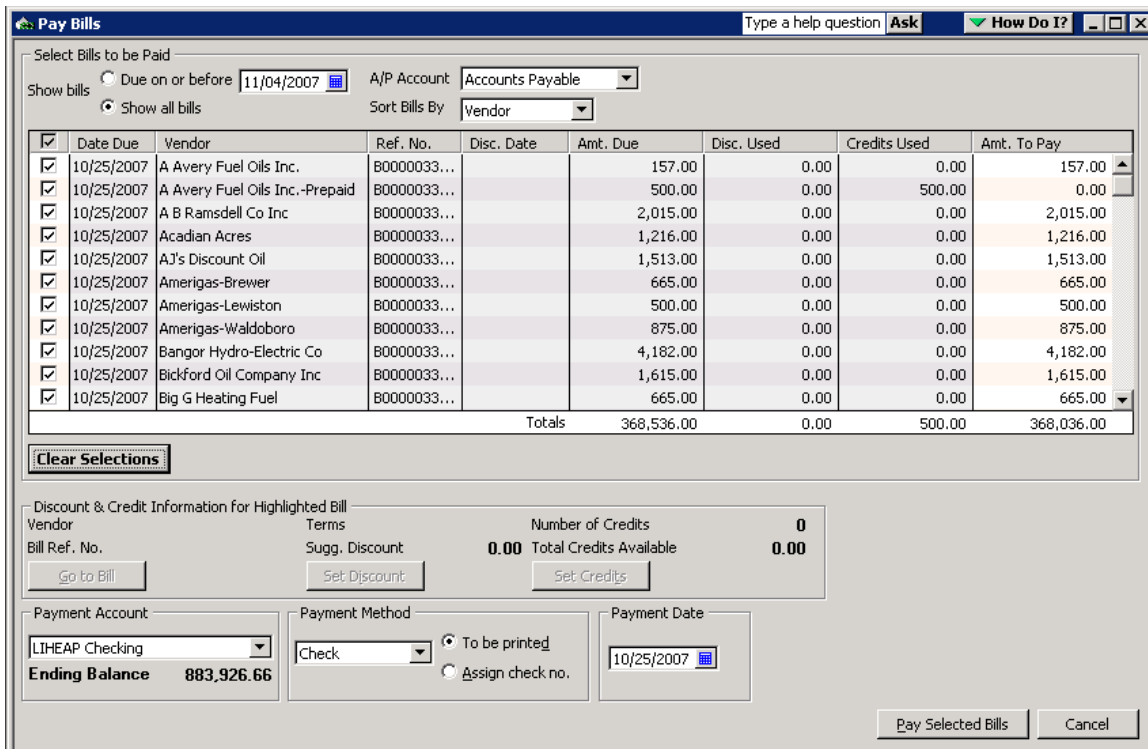 Pay Bills Type a help question Ask How Do I?
Select Bills to be Paid
Show bills Due on or before 11/04/2007 A/P Account Accounts Payable
Show all bills Sort Bills By Vendor
Date Due Vendor Ref. No. Disc. Date Amt. Due Disc. Used Credits Used Amt. To Pay
10/25/2007 A Avery Fuel Oils Inc. B0000033... 157.00 0.00 0.00 157.00
10/25/2007 A Avery Fuel Oils Inc.-Prepaid B0000033... 500.00 0.00 500.00 0.00
10/25/2007 A B Ramsdell Co Inc B0000033... 2,015.00 0.00 0.00 2,015.00
10/25/2007 Acadian Acres B0000033... 1,216.00 0.00 0.00 1,216.00
10/25/2007 AJ's Discount Oil B0000033... 1,513.00 0.00 0.00 1,513.00
10/25/2007 Amerigas-Brewer B0000033... 665.00 0.00 0.00 665.00
10/25/2007 Amerigas-Lewiston B0000033... 500.00 0.00 0.00 500.00
10/25/2007 Amerigas-Waldoboro B0000033... 875.00 0.00 0.00 875.00
10/25/2007 Bangor Hydro-Electric Co B0000033... 4,182.00 0.00 0.00 4,182.00
10/25/2007 Bickford Oil Company Inc B0000033... 1,615.00 0.00 0.00 1,615.00
10/25/2007 Big G Heating Fuel B0000033... 665.00 0.00 0.00 665.00
Totals 368,536.00 0.00 500.00 368,036.00
Clear Selections
Discount & Credit Information for Highlighted Bill
Vendor Terms Number of Credits 0
Bill Ref. No. Sugg. Discount 0.00 Total Credits Available 0.00
Go to Bill Set Discount Set Credits
Payment Account Payment Method Payment Date
LIHEAP Checking Check To be printed 10/25/2007
Ending Balance 883,926.66 Assign check no.
Pay Selected Bills Cancel